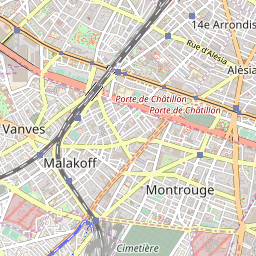 14e Arrondis
Rue d'Alésia
Alésia
Porte de Châtillon
Porte de Châtillon
Vanves
Malakoff
Montrouge
Cimetière